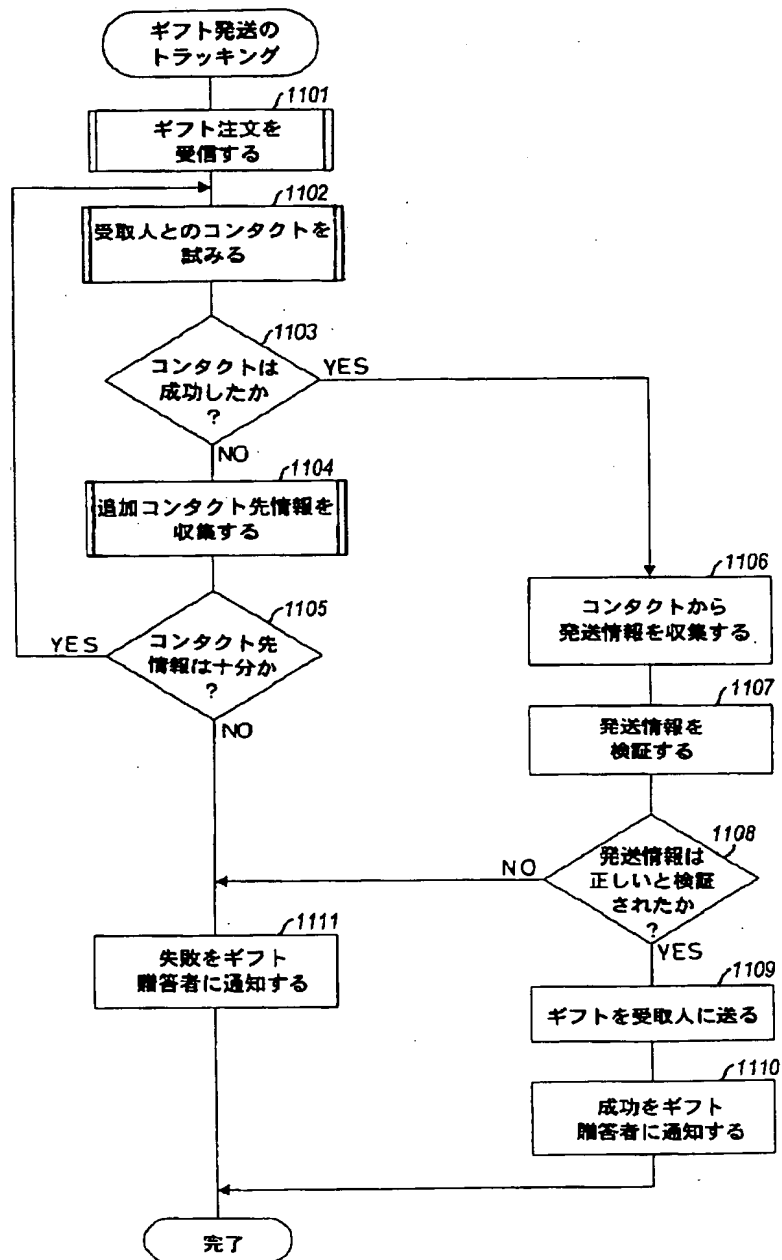 ギフト発送の
トラッキング
1101
ギフト注文を
受信する
1102
受取人とのコンタクトを
試みる
1103
コンタクトは
成功したか
?
YES
NO
1104
追加コンタクト先情報を
収集する
1105
コンタクト先
情報は十分か
?
YES
NO
1106
コンタクトから
発送情報を収集する
1107
発送情報を
検証する
1108
発送情報は
正しいと検証
されたか
?
NO
YES
1109
ギフトを受取人に送る
1110
成功をギフト
贈答者に通知する
1111
失敗をギフト
贈答者に通知する
完了